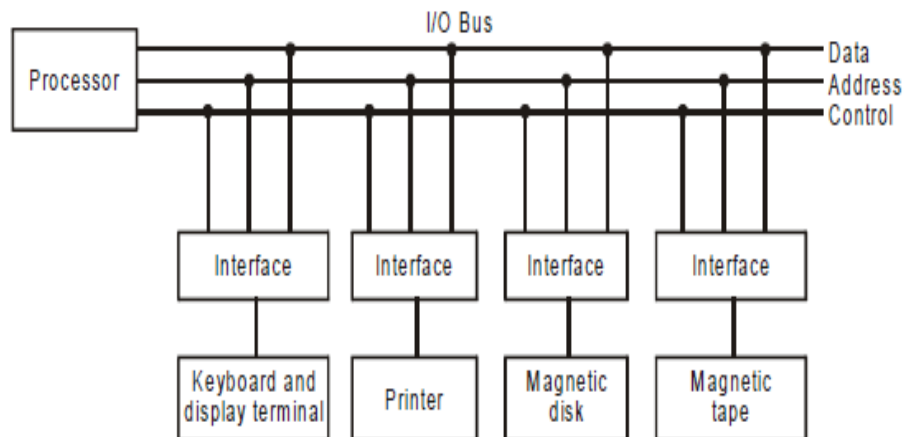 I/O Bus
Processor
Data
Address
Control
Interface
Interface
Interface
Interface
Keyboard and
display terminal
Printer
Magnetic
disk
Magnetic
tape